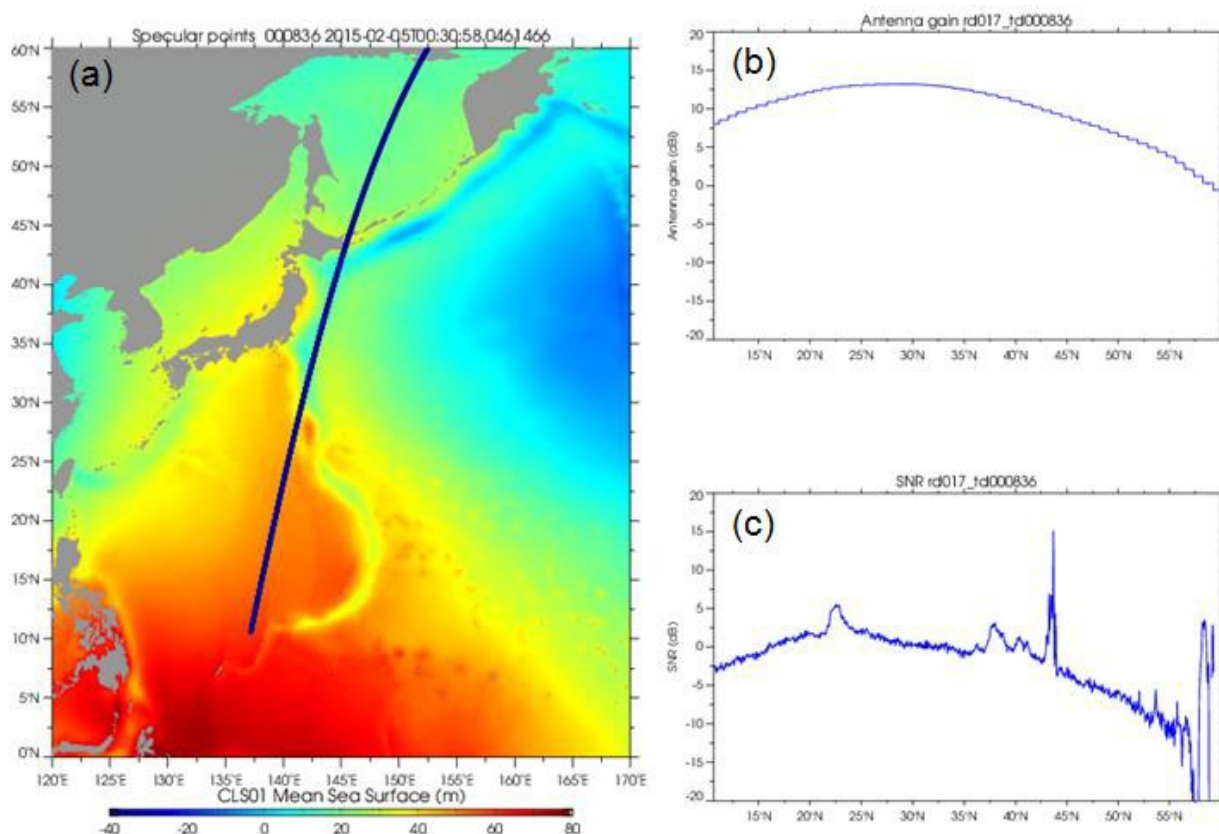 Specular points 000836 2015-02-05T00:30:58.0461466
(a)
60°N
55°N
50°N
45°N
40°N
35°N
30°N
25°N
20°N
15°N
10°N
5°N
0°N
120°E 125°E 130°E 135°E 140°E 145°E 150°E 155°E 160°E 165°E 170°E
CLS01 Mean Sea Surface (m)
-40 -20 0 20 40 60 80
Antenna gain rd017_td000836
(b)
Antenna gain (dBi)
20
15
10
5
0
-5
-10
-15
-20
15°N 20°N 25°N 30°N 35°N 40°N 45°N 50°N 55°N
SNR rd017_td000836
(c)
SNR (dB)
20
15
10
5
0
-5
-10
-15
-20
15°N 20°N 25°N 30°N 35°N 40°N 45°N 50°N 55°N